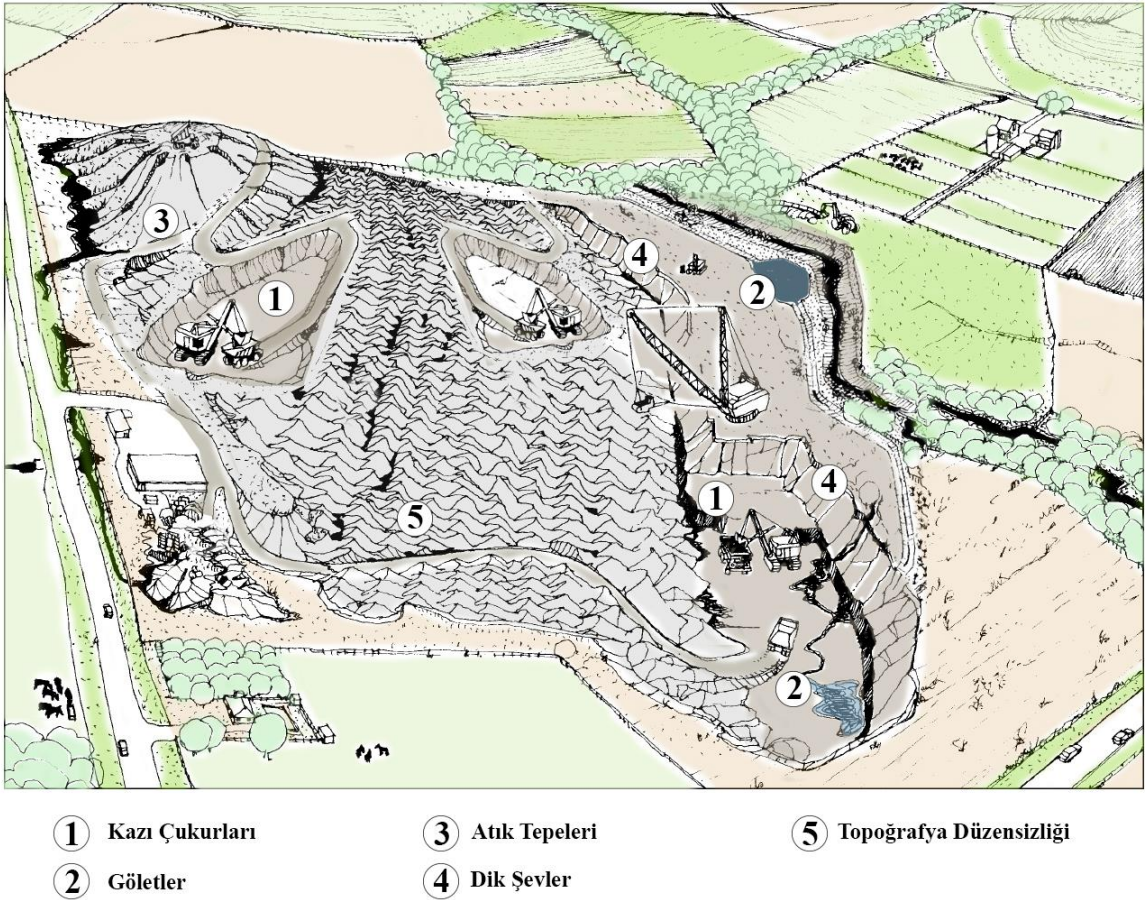 3
4
1
2
1
4
5
2
1 Kazı Çukurları
3 Atık Tepeleri
5 Topoğrafya Düzensizliği
2 Göletler
4 Dik Şevler